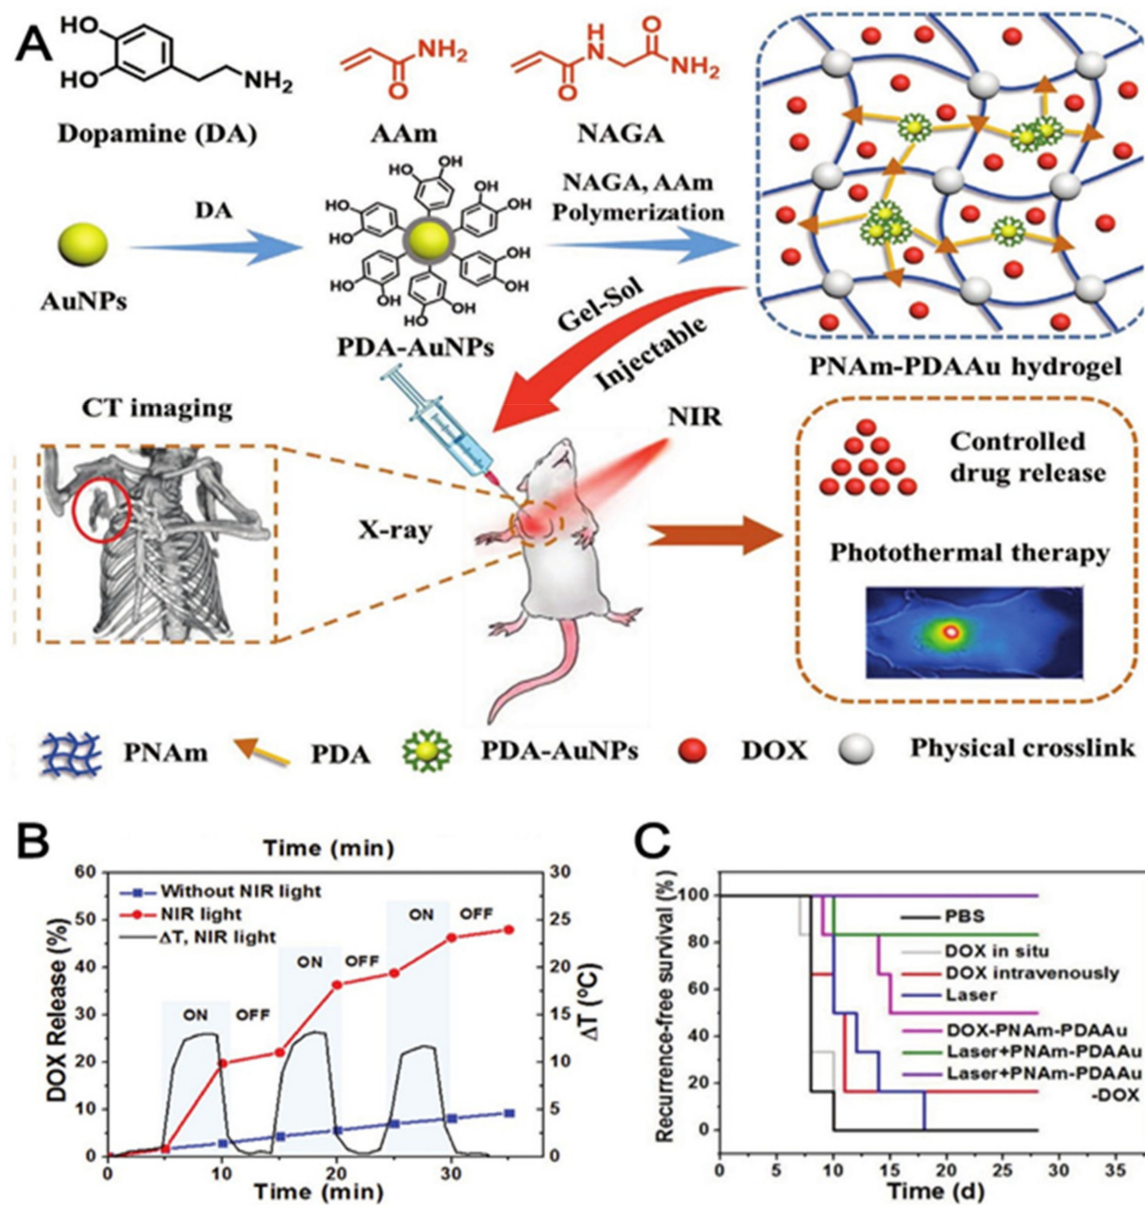 A
HO
HO
NH2
Dopamine (DA)
NH2
O
AAm
H
N
O
O
NH2
NAGA
AuNPs
DA
OH
HO
OH
HO
OH
HO
OH
HO
OH
HO
OH
HO
OH
PDA-AuNPs
NAGA, AAm
Polymerization
Gel-Sol
Injectable
PNAm-PDAAu hydrogel
CT imaging
X-ray
NIR
Controlled
drug release
Photothermal therapy
PNAm
PDA
PDA-AuNPs
DOX
Physical crosslink
B
Time (min)
60
50
40
30
20
10
0
DOX Release (%)
Without NIR light
NIR light
ΔT, NIR light
ON
OFF
ON
OFF
ON
OFF
30
25
20
15
10
5
0
ΔT (°C)
0
10
20
30
Time (min)
C
Recurrence-free survival (%)
100
80
60
40
20
0
PBS
DOX in situ
DOX intravenously
Laser
DOX-PNAm-PDAAu
Laser+PNAm-PDAAu
Laser+PNAm-PDAAu
-DOX
0
5
10
15
20
25
30
35
Time (d)